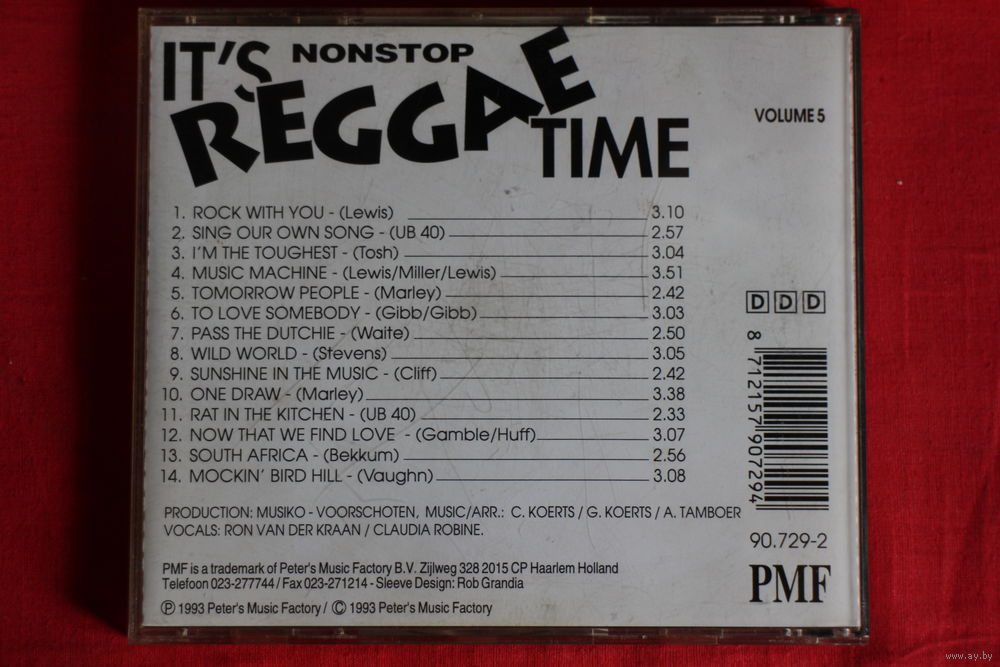 IT'S NONSTOP
REGGAE
TIME
VOLUME 5
1. ROCK WITH YOU - (Lewis) 3.10
2. SING OUR OWN SONG - (UB 40) 2.57
3. I'M THE TOUGHEST - (Tosh) 3.04
4. MUSIC MACHINE - (Lewis/Miller/Lewis) 3.51
5. TOMORROW PEOPLE - (Marley) 2.42
6. TO LOVE SOMEBODY - (Gibb/Gibb) 3.03
7. PASS THE DUTCHIE - (Waite) 2.50
8. WILD WORLD - (Stevens) 3.05
9. SUNSHINE IN THE MUSIC - (Cliff) 2.42
10. ONE DRAW - (Marley) 3.38
11. RAT IN THE KITCHEN - (UB 40) 2.33
12. NOW THAT WE FIND LOVE - (Gamble/Huff) 3.07
13. SOUTH AFRICA - (Bekkum) 2.56
14. MOCKIN' BIRD HILL - (Vaughn) 3.08
D D D
8 712157 907294
PRODUCTION: MUSIKO - VOORSCHOTEN, MUSIC/ARR.: C. KOERTS / G. KOERTS / A. TAMBOER
VOCALS: RON VAN DER KRAAN / CLAUDIA ROBINE.
90.729-2
PMF is a trademark of Peter's Music Factory B.V. Zijlweg 328 2015 CP Haarlem Holland
Telefoon 023-277744 / Fax 023-271214 - Sleeve Design: Rob Grandia
PMF
Ⓟ 1993 Peter's Music Factory / © 1993 Peter's Music Factory
www.ay.by